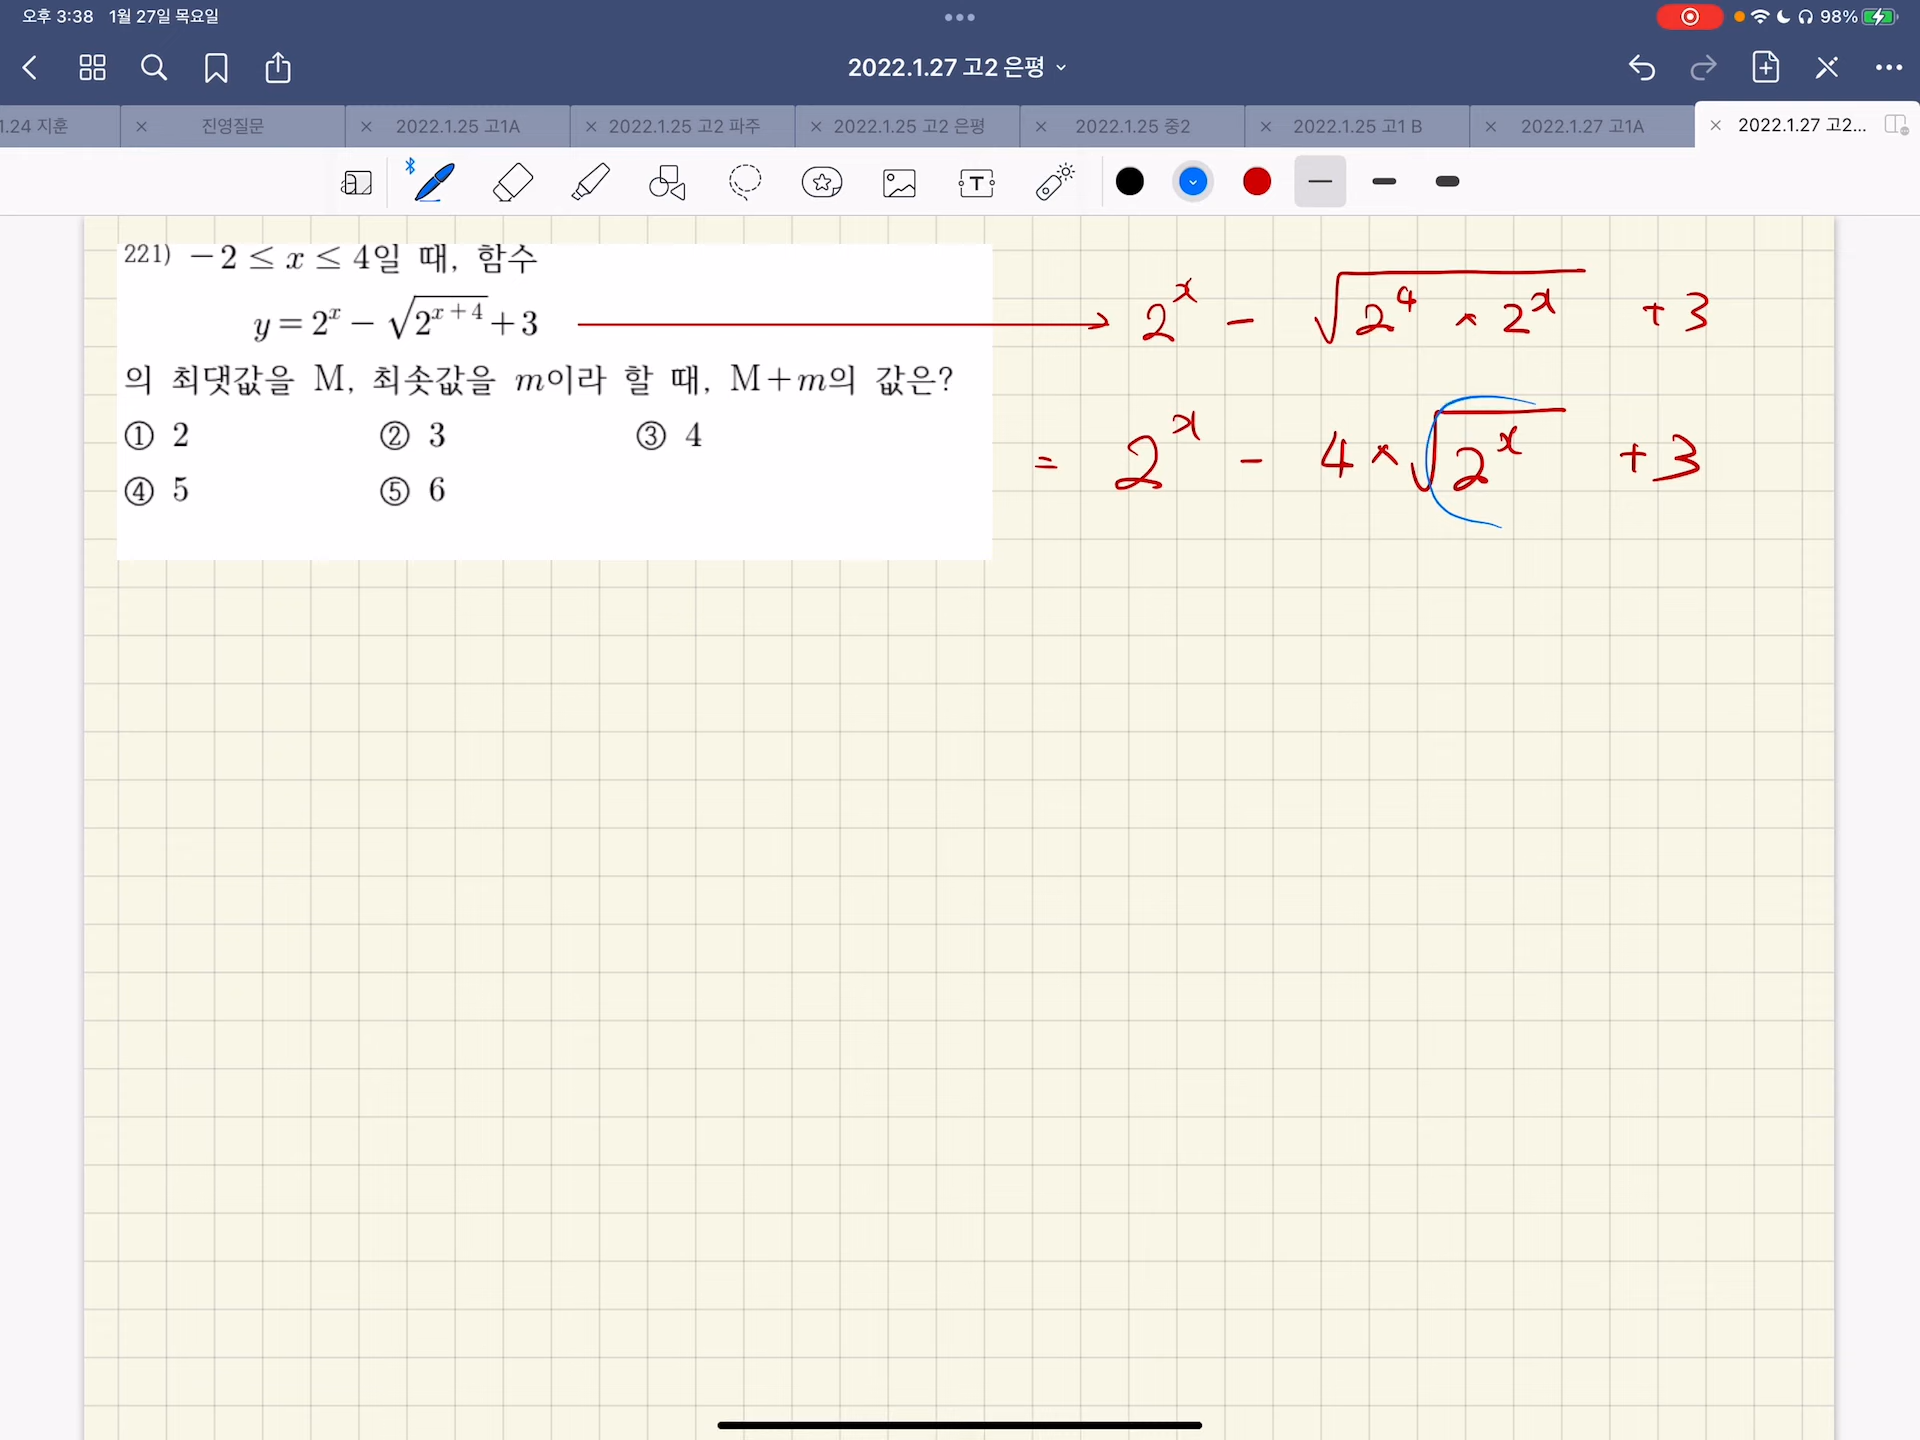 오후 3:38 1월 27일 목요일 98%
2022.1.27 고2 은평
1.24 지훈 진영질문 2022.1.25 고1A 2022.1.25 고2 파주 2022.1.25 고2 은평 2022.1.25 중2 2022.1.25 고1 B 2022.1.27 고1A 2022.1.27 고2...
221) −2 ≤ x ≤ 4일 때, 함수
y = 2^x − √(2^(x+4)) + 3 → 2^x − √(2^4 × 2^x) + 3
의 최댓값을 M, 최솟값을 m이라 할 때, M+m의 값은?
① 2 ② 3 ③ 4
= 2^x − 4 × √(2^x) + 3
④ 5 ⑤ 6